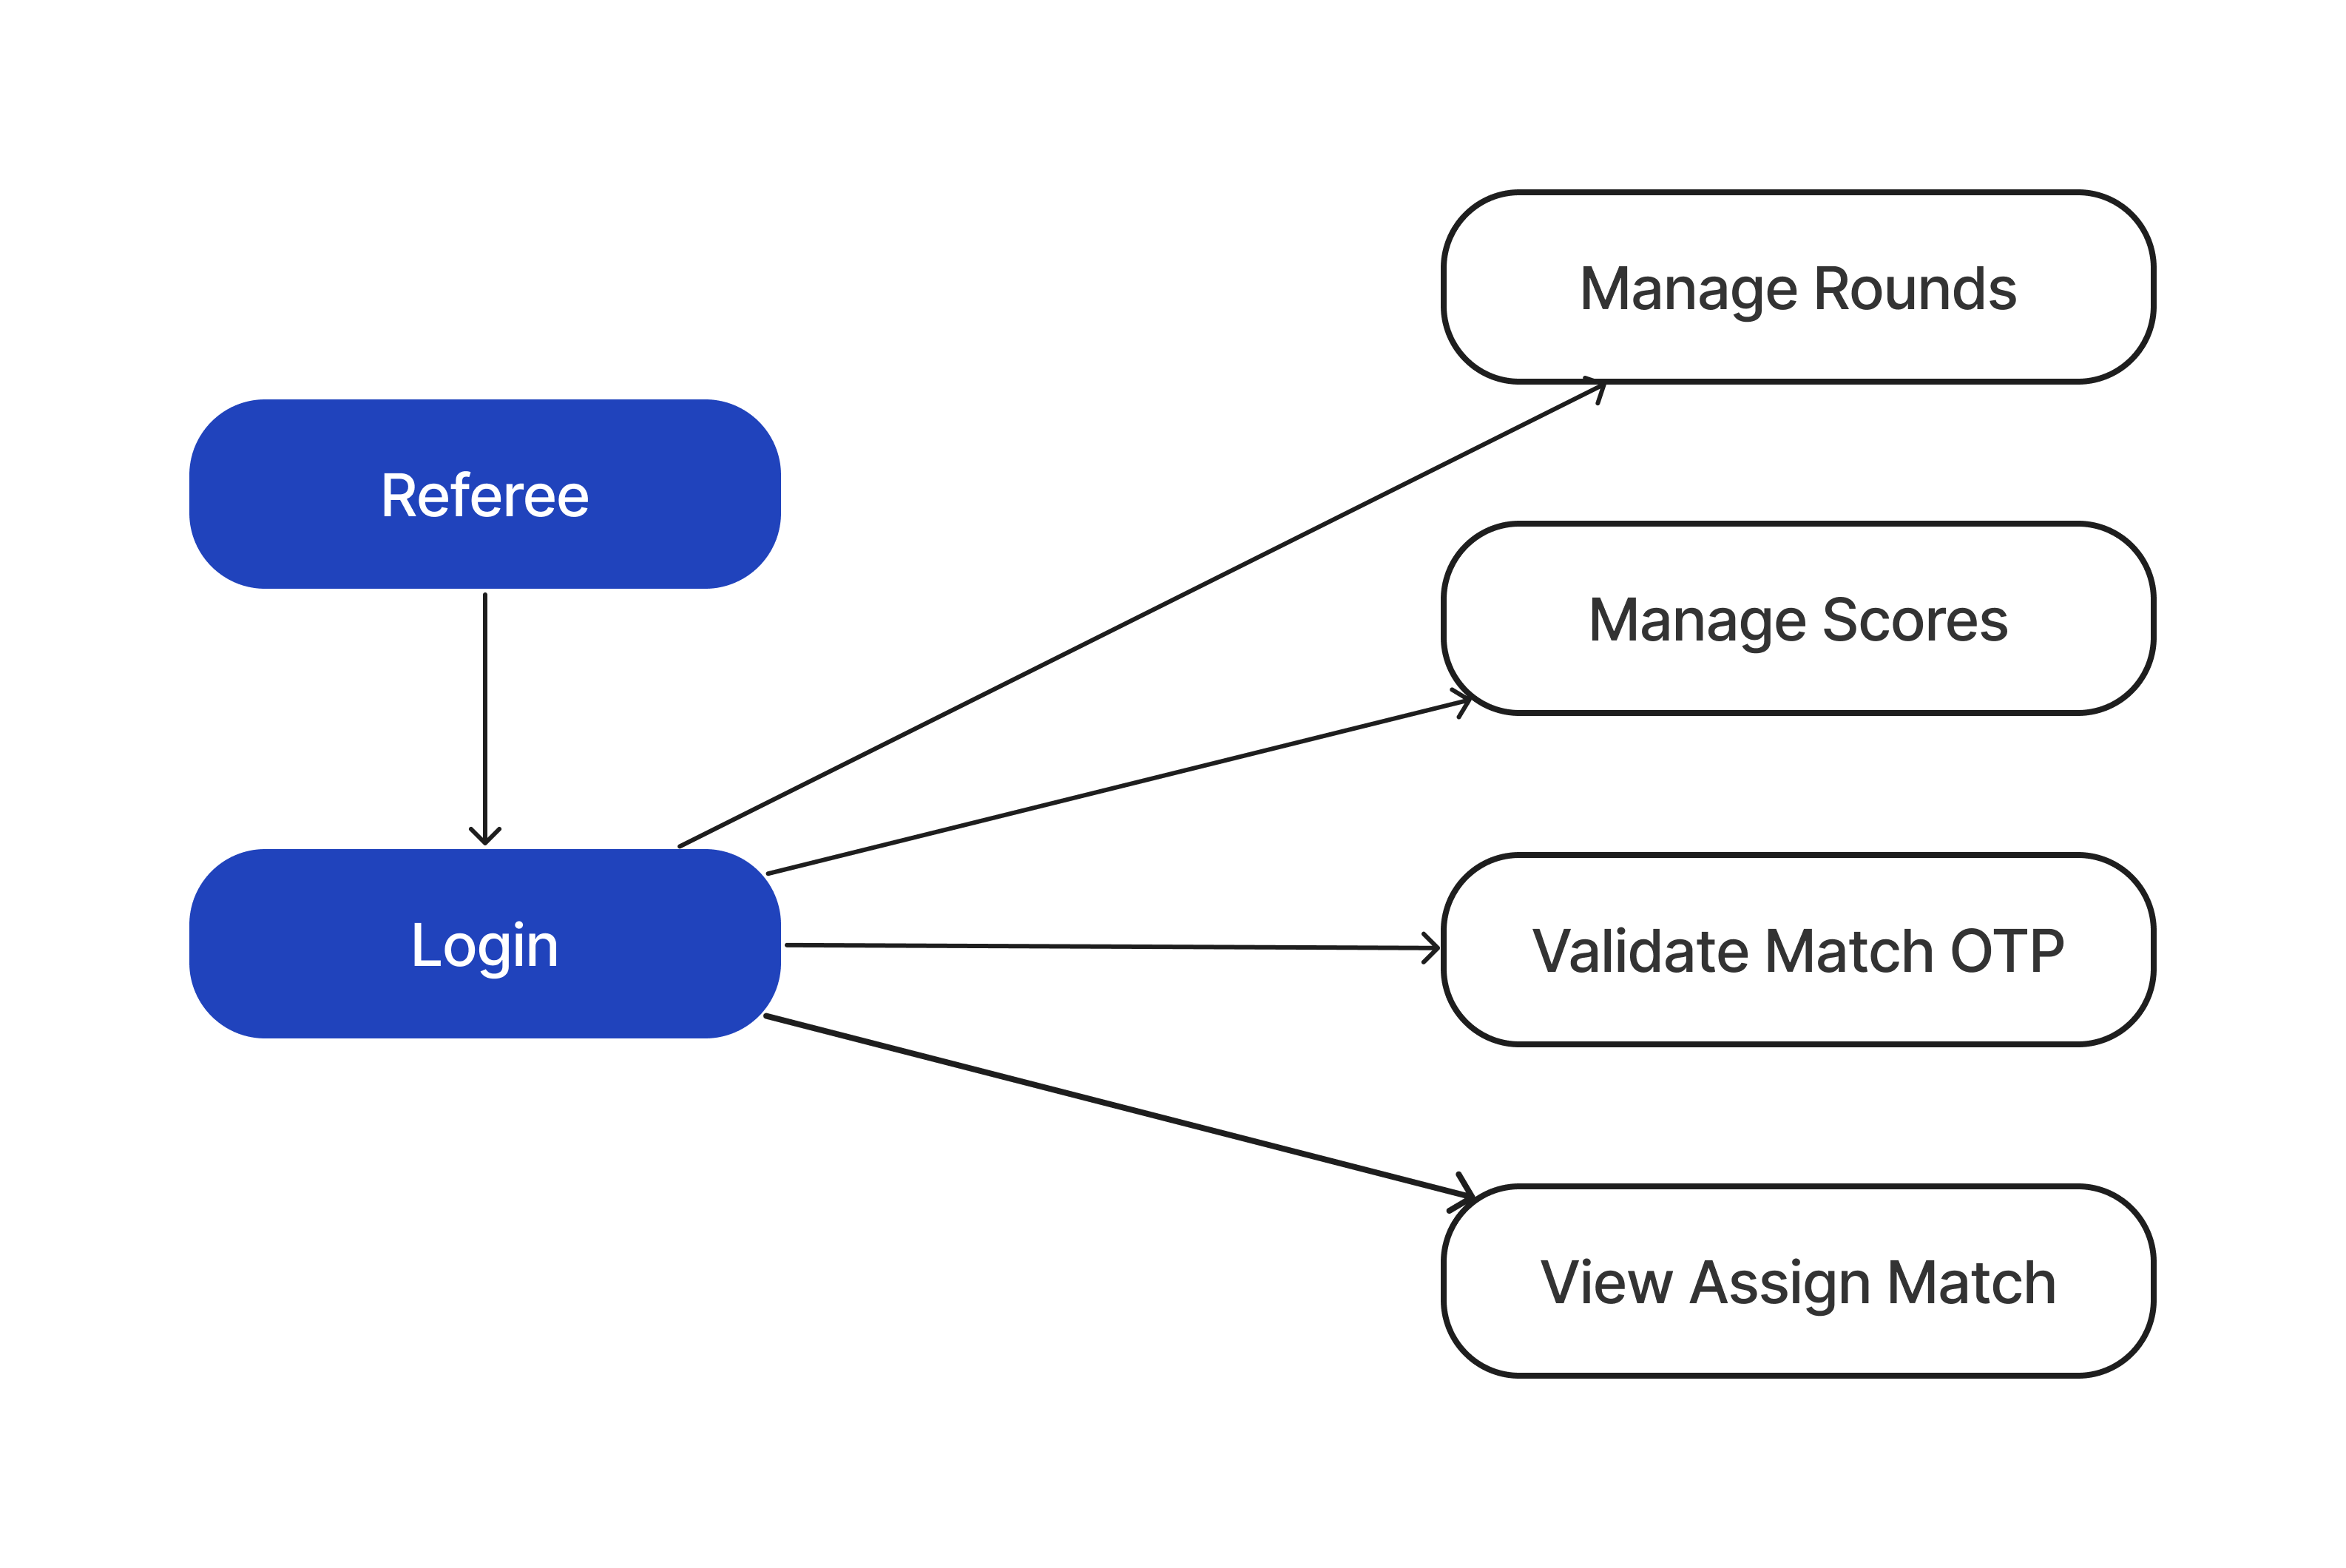 Referee
Login
Manage Rounds
Manage Scores
Validate Match OTP
View Assign Match